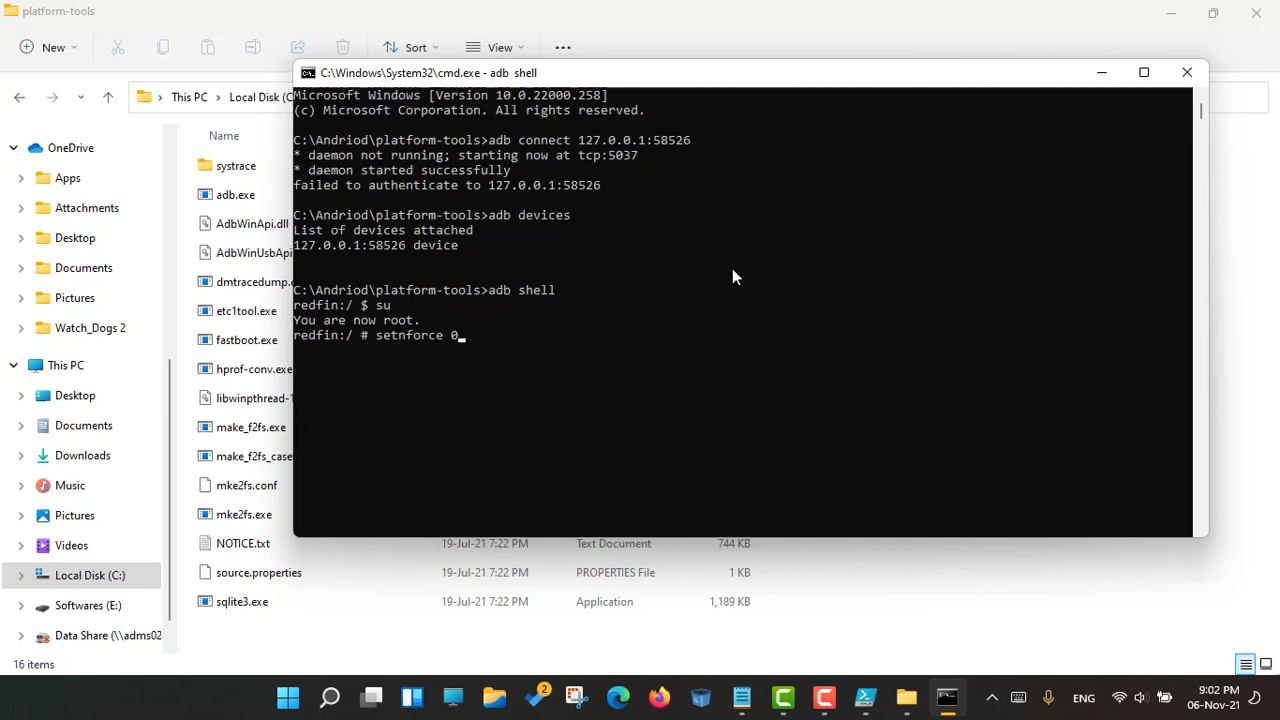 platform-tools
New
Sort
View
This PC
Local Disk (C
C:\Windows\System32\cmd.exe - adb  shell
Microsoft Windows [Version 10.0.22000.258]
(c) Microsoft Corporation. All rights reserved.
C:\Andriod\platform-tools>adb connect 127.0.0.1:58526
* daemon not running; starting now at tcp:5037
* daemon started successfully
failed to authenticate to 127.0.0.1:58526
C:\Andriod\platform-tools>adb devices
List of devices attached
127.0.0.1:58526 device
C:\Andriod\platform-tools>adb shell
redfin:/ $ su
You are now root.
redfin:/ # setnforce 0
OneDrive
Apps
Attachments
Desktop
Documents
Pictures
Watch_Dogs 2
This PC
Desktop
Documents
Downloads
Music
Pictures
Videos
Local Disk (C:)
Softwares (E:)
Data Share (\\adms02
Name
systrace
adb.exe
AdbWinApi.dll
AdbWinUsbApi
dmtracedump.e
etc1tool.exe
fastboot.exe
hprof-conv.exe
libwinpthread-1
make_f2fs.exe
make_f2fs_case
mke2fs.conf
mke2fs.exe
NOTICE.txt 19-Jul-21 7:22 PM Text Document 744 KB
source.properties 19-Jul-21 7:22 PM PROPERTIES File 1 KB
sqlite3.exe 19-Jul-21 7:22 PM Application 1,189 KB
16 items
2
ENG
9:02 PM
06-Nov-21